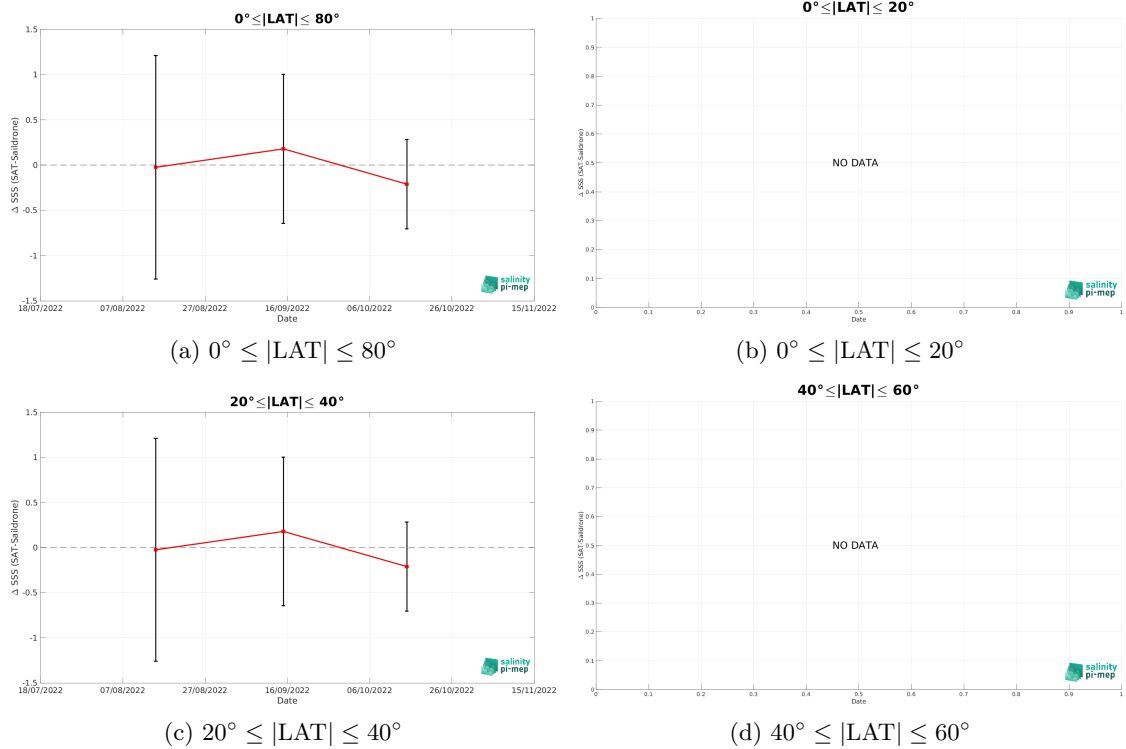 0°≤|LAT|≤ 80°
1.5
1
0.5
0
-0.5
-1
-1.5
Δ SSS (SAT-Saildrone)
18/07/2022 07/08/2022 27/08/2022 16/09/2022 06/10/2022 26/10/2022 15/11/2022
Date
salinity
pi-mep
(a) 0° ≤ |LAT| ≤ 80°
0°≤|LAT|≤ 20°
1
0.9
0.8
0.7
0.6
0.5
0.4
0.3
0.2
0.1
0
Δ SSS (SAT-Saildrone)
NO DATA
0 0.1 0.2 0.3 0.4 0.5 0.6 0.7 0.8 0.9 1
Date
salinity
pi-mep
(b) 0° ≤ |LAT| ≤ 20°
20°≤|LAT|≤ 40°
1.5
1
0.5
0
-0.5
-1
-1.5
Δ SSS (SAT-Saildrone)
18/07/2022 07/08/2022 27/08/2022 16/09/2022 06/10/2022 26/10/2022 15/11/2022
Date
salinity
pi-mep
(c) 20° ≤ |LAT| ≤ 40°
40°≤|LAT|≤ 60°
1
0.9
0.8
0.7
0.6
0.5
0.4
0.3
0.2
0.1
0
Δ SSS (SAT-Saildrone)
NO DATA
0 0.1 0.2 0.3 0.4 0.5 0.6 0.7 0.8 0.9 1
Date
salinity
pi-mep
(d) 40° ≤ |LAT| ≤ 60°